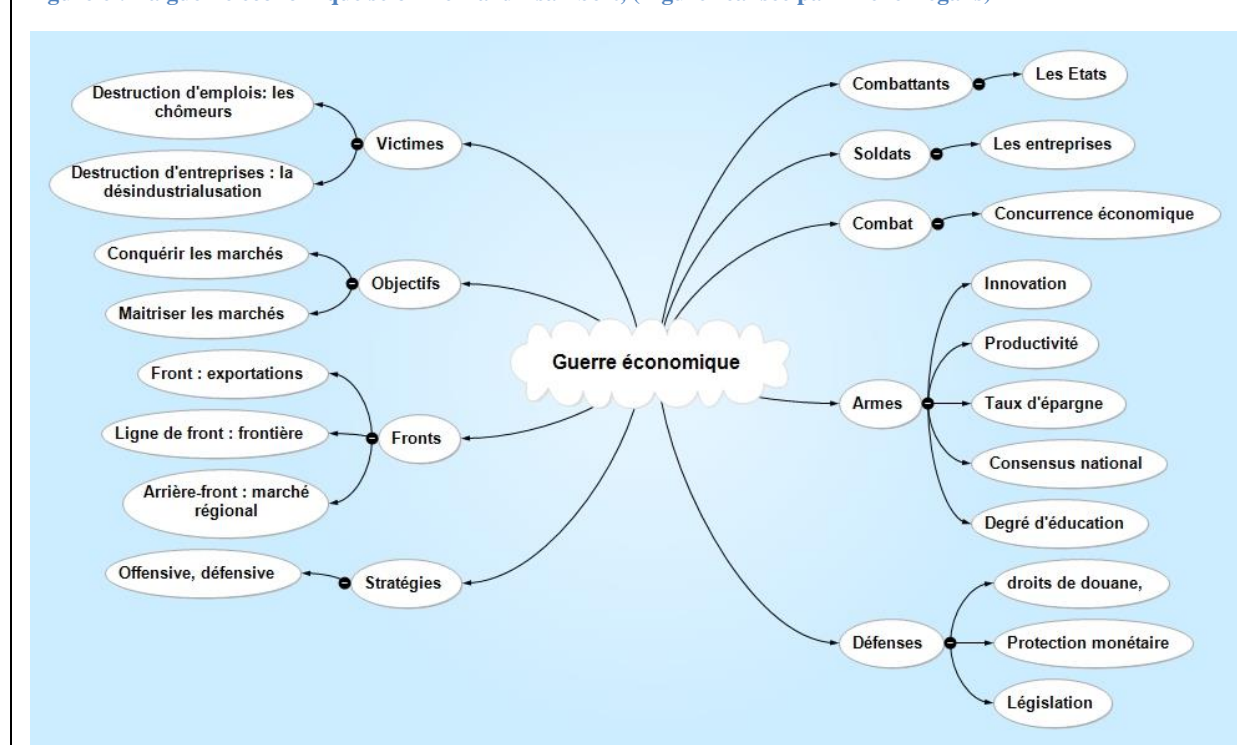 Guerre économique
Victimes
Destruction d'emplois: les
chômeurs
Destruction d'entreprises : la
désindustrialusation
Objectifs
Conquérir les marchés
Maitriser les marchés
Fronts
Front : exportations
Ligne de front : frontière
Arrière-front : marché
régional
Stratégies
Offensive, défensive
Combattants
Les Etats
Soldats
Les entreprises
Combat
Concurrence économique
Armes
Innovation
Productivité
Taux d'épargne
Consensus national
Degré d'éducation
Défenses
droits de douane,
Protection monétaire
Législation